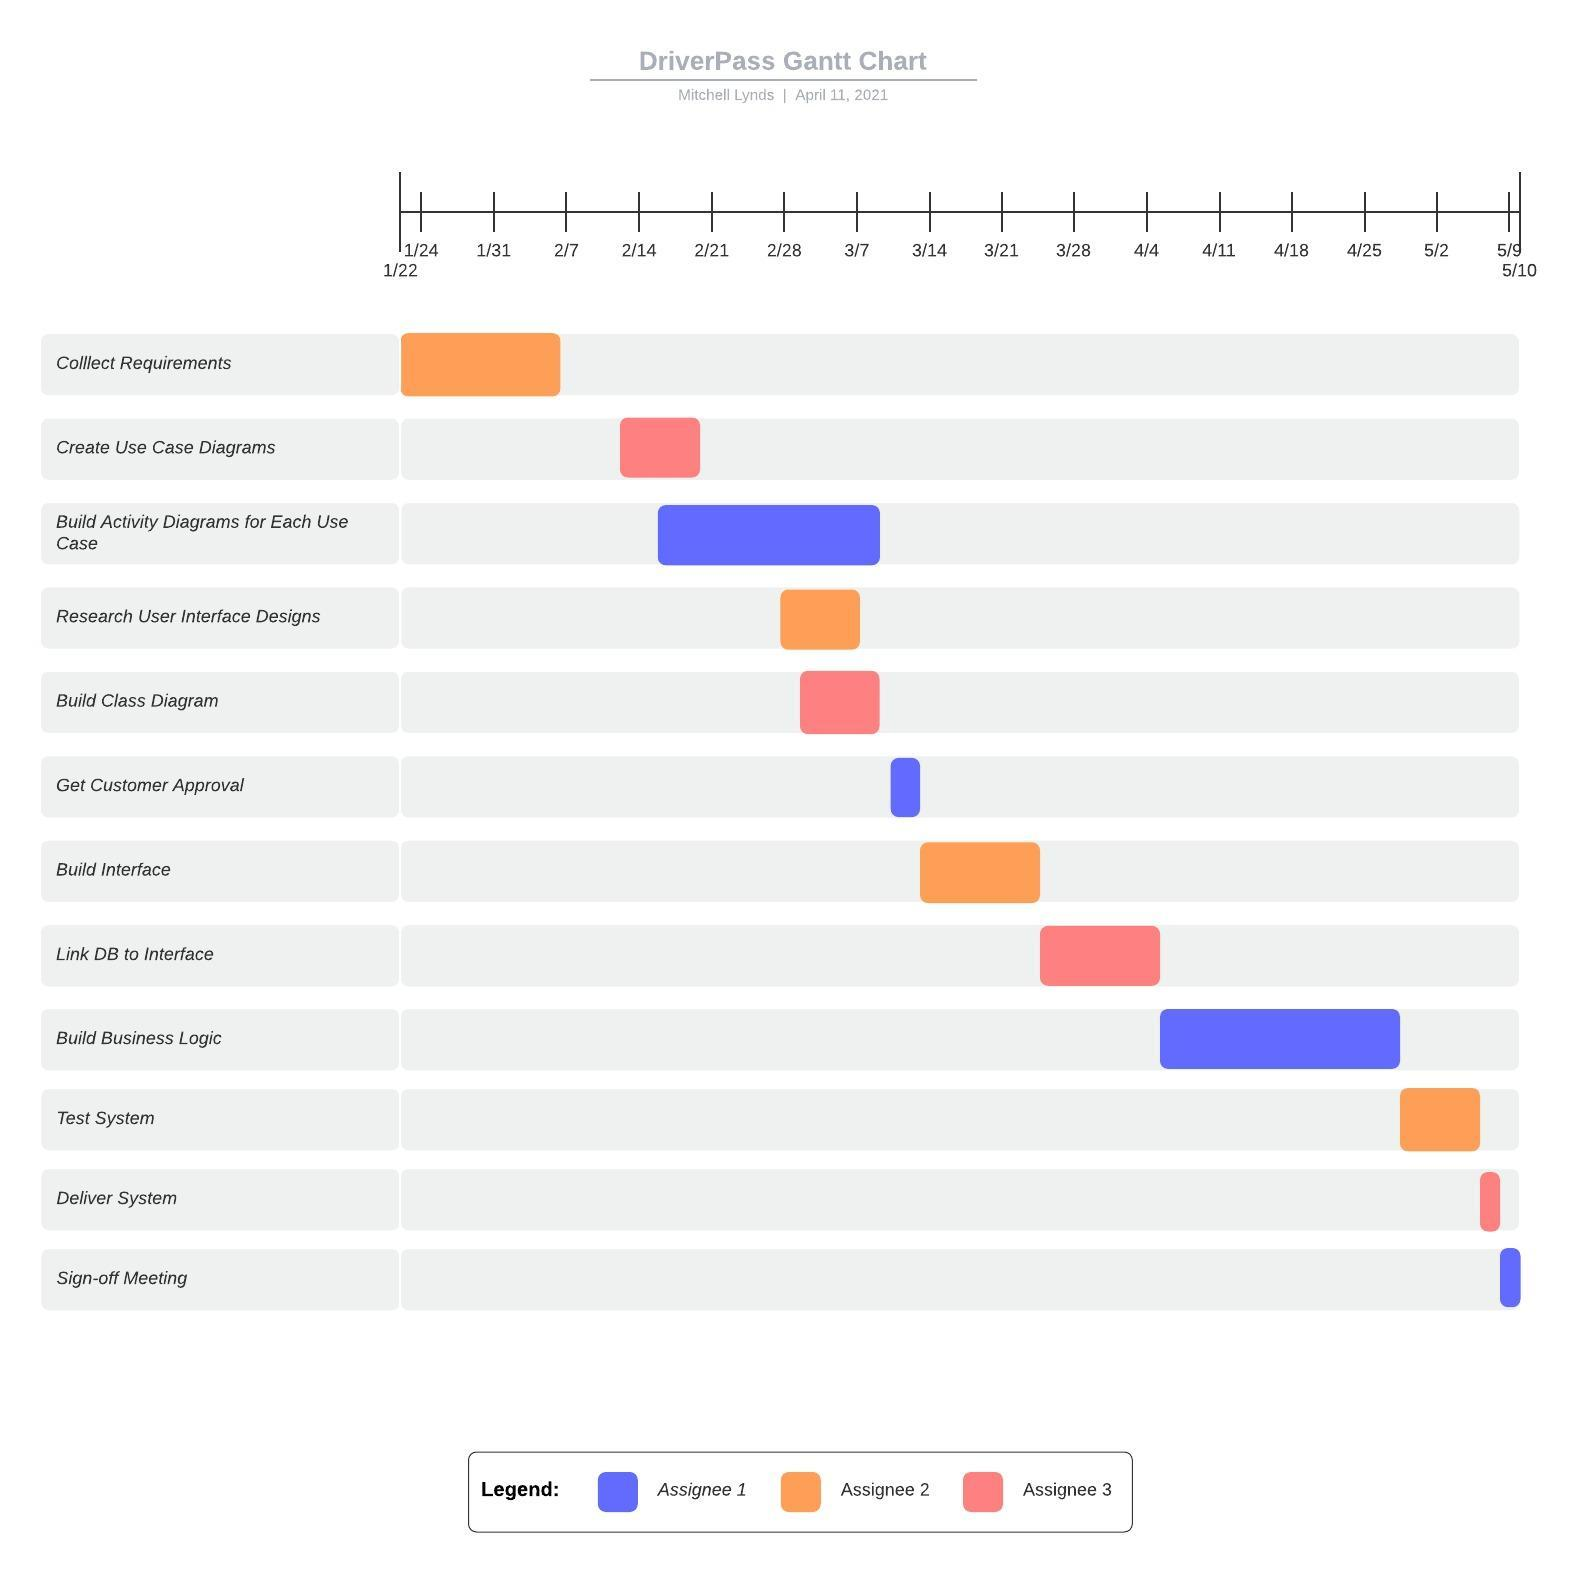 DriverPass Gantt Chart
Mitchell Lynds | April 11, 2021
1/24 1/31 2/7 2/14 2/21 2/28 3/7 3/14 3/21 3/28 4/4 4/11 4/18 4/25 5/2 5/9
1/22 5/10
Colllect Requirements
Create Use Case Diagrams
Build Activity Diagrams for Each Use
Case
Research User Interface Designs
Build Class Diagram
Get Customer Approval
Build Interface
Link DB to Interface
Build Business Logic
Test System
Deliver System
Sign-off Meeting
Legend: Assignee 1 Assignee 2 Assignee 3